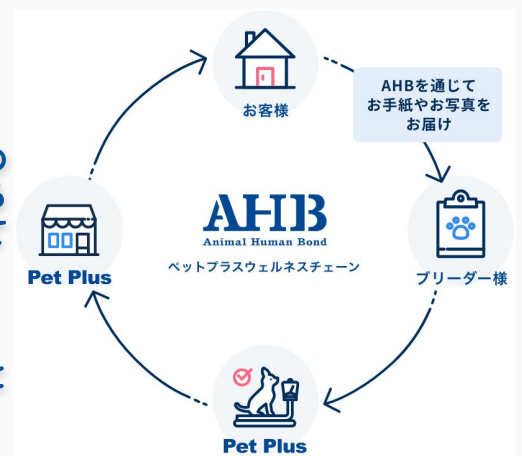 お客様
AHBを通じて
お手紙やお写真を
お届け
Pet Plus
AHB
Animal Human Bond
ペットプラスウェルネスチェーン
ブリーダー様
Pet Plus